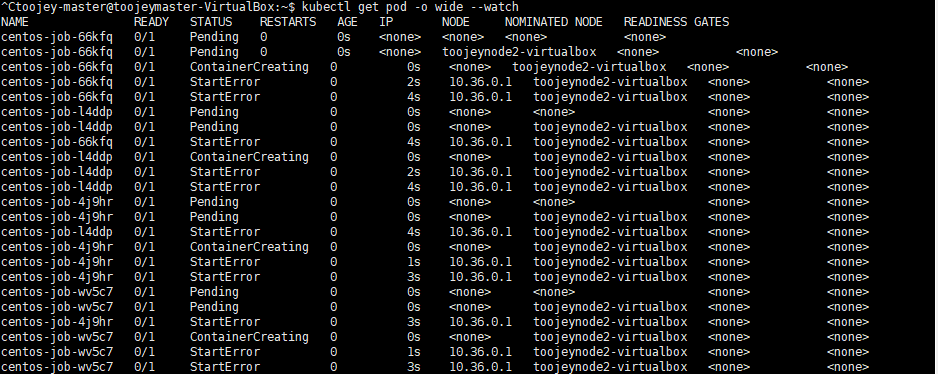 ^Ctoojey-master@toojeymaster-VirtualBox:~$ kubectl get pod -o wide --watch
NAME READY STATUS RESTARTS AGE IP NODE NOMINATED NODE READINESS GATES
centos-job-66kfq 0/1 Pending 0 0s <none> <none> <none> <none>
centos-job-66kfq 0/1 Pending 0 0s <none> toojeynode2-virtualbox <none> <none>
centos-job-66kfq 0/1 ContainerCreating 0 0s <none> toojeynode2-virtualbox <none> <none>
centos-job-66kfq 0/1 StartError 0 2s 10.36.0.1 toojeynode2-virtualbox <none> <none>
centos-job-66kfq 0/1 StartError 0 4s 10.36.0.1 toojeynode2-virtualbox <none> <none>
centos-job-l4ddp 0/1 Pending 0 0s <none> <none> <none> <none>
centos-job-l4ddp 0/1 Pending 0 0s <none> toojeynode2-virtualbox <none> <none>
centos-job-66kfq 0/1 StartError 0 4s 10.36.0.1 toojeynode2-virtualbox <none> <none>
centos-job-l4ddp 0/1 ContainerCreating 0 0s <none> toojeynode2-virtualbox <none> <none>
centos-job-l4ddp 0/1 StartError 0 2s 10.36.0.1 toojeynode2-virtualbox <none> <none>
centos-job-l4ddp 0/1 StartError 0 4s 10.36.0.1 toojeynode2-virtualbox <none> <none>
centos-job-4j9hr 0/1 Pending 0 0s <none> <none> <none> <none>
centos-job-4j9hr 0/1 Pending 0 0s <none> toojeynode2-virtualbox <none> <none>
centos-job-l4ddp 0/1 StartError 0 4s 10.36.0.1 toojeynode2-virtualbox <none> <none>
centos-job-4j9hr 0/1 ContainerCreating 0 0s <none> toojeynode2-virtualbox <none> <none>
centos-job-4j9hr 0/1 StartError 0 1s 10.36.0.1 toojeynode2-virtualbox <none> <none>
centos-job-4j9hr 0/1 StartError 0 3s 10.36.0.1 toojeynode2-virtualbox <none> <none>
centos-job-wv5c7 0/1 Pending 0 0s <none> <none> <none> <none>
centos-job-wv5c7 0/1 Pending 0 0s <none> toojeynode2-virtualbox <none> <none>
centos-job-4j9hr 0/1 StartError 0 3s 10.36.0.1 toojeynode2-virtualbox <none> <none>
centos-job-wv5c7 0/1 ContainerCreating 0 0s <none> toojeynode2-virtualbox <none> <none>
centos-job-wv5c7 0/1 StartError 0 1s 10.36.0.1 toojeynode2-virtualbox <none> <none>
centos-job-wv5c7 0/1 StartError 0 3s 10.36.0.1 toojeynode2-virtualbox <none> <none>